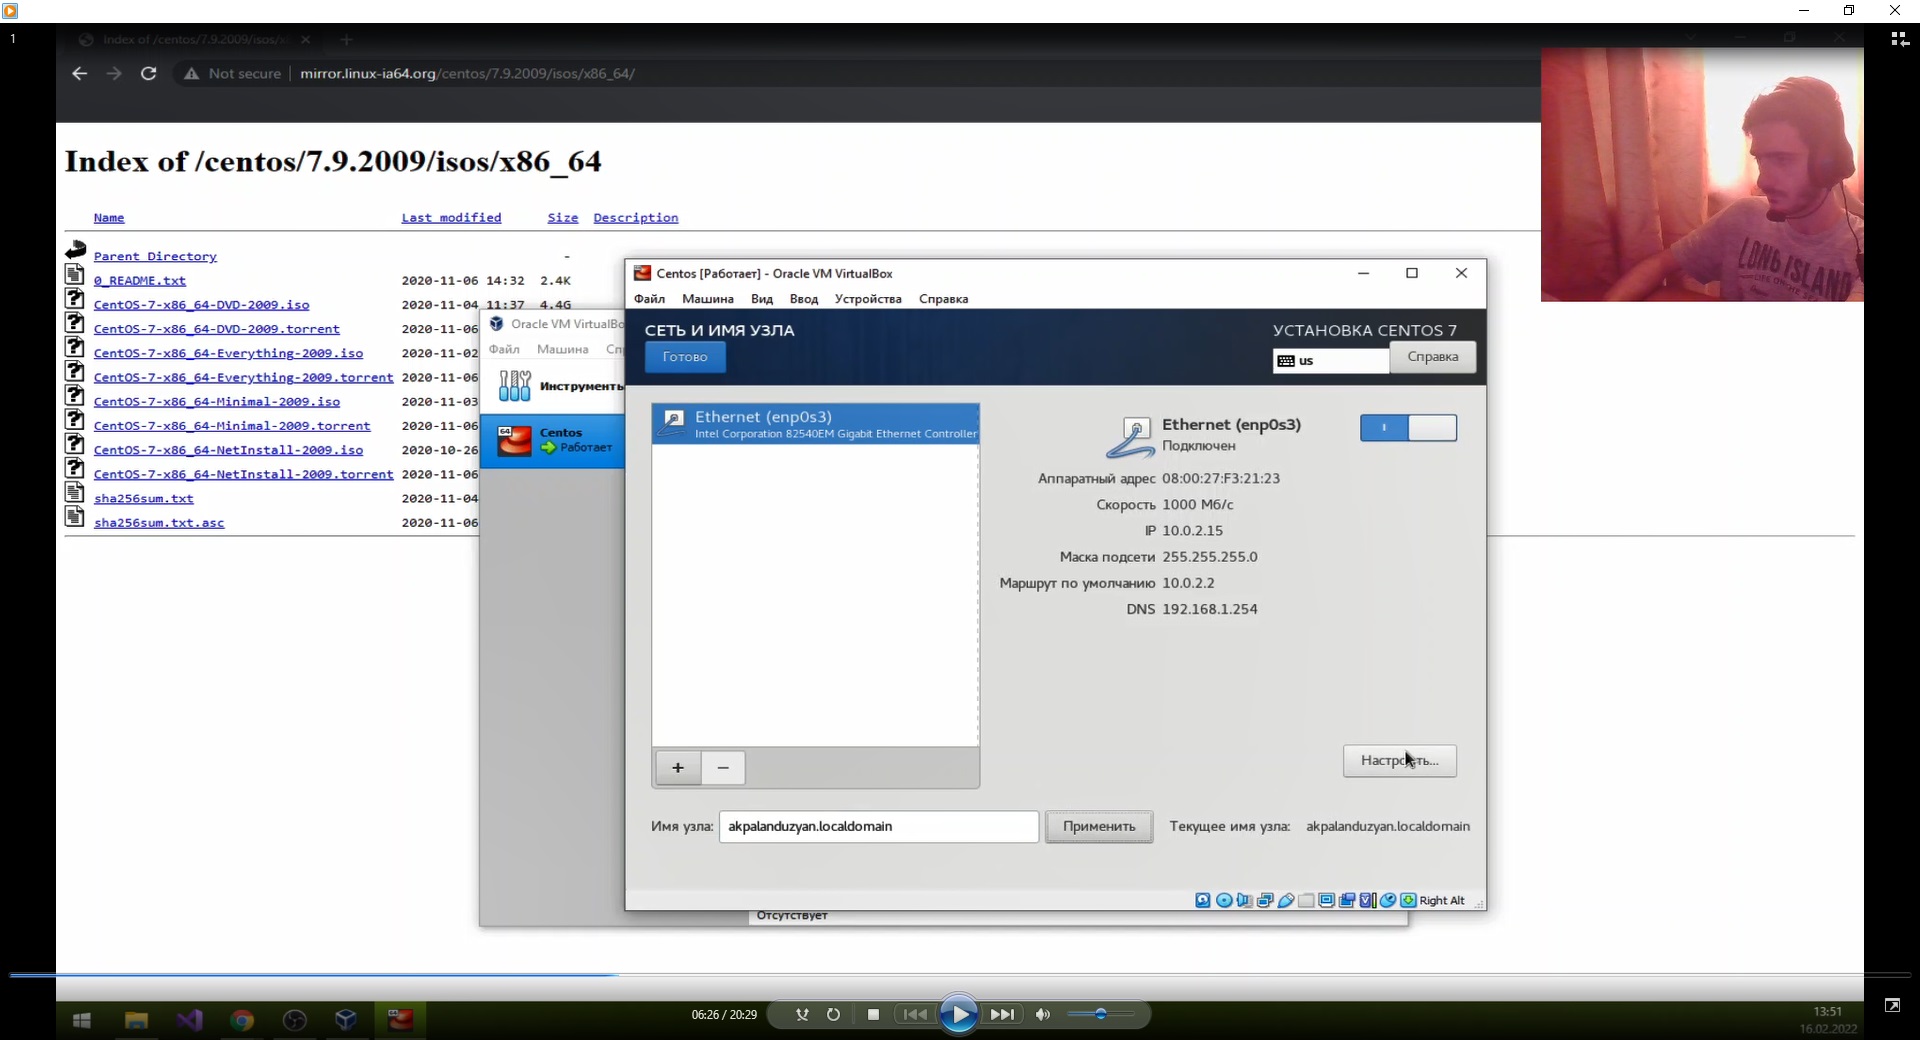 1
Index of /centos/7.9.2009/isos/x8
Not secure | mirror.linux-ia64.org/centos/7.9.2009/isos/x86_64/
Index of /centos/7.9.2009/isos/x86_64
Name Last modified Size Description
Parent Directory -
0_README.txt 2020-11-06 14:32 2.4K
CentOS-7-x86_64-DVD-2009.iso 2020-11-04 11:37 4.4G
CentOS-7-x86_64-DVD-2009.torrent 2020-11-06
CentOS-7-x86_64-Everything-2009.iso 2020-11-02
CentOS-7-x86_64-Everything-2009.torrent 2020-11-06
CentOS-7-x86_64-Minimal-2009.iso 2020-11-03
CentOS-7-x86_64-Minimal-2009.torrent 2020-11-06
CentOS-7-x86_64-NetInstall-2009.iso 2020-10-26
CentOS-7-x86_64-NetInstall-2009.torrent 2020-11-06
sha256sum.txt 2020-11-04
sha256sum.txt.asc 2020-11-06
LONG ISLAND
Oracle VM VirtualBo
Файл Машина Сп
Инструменты
64
Centos
Работает
Отсутствует
Centos [Работает] - Oracle VM VirtualBox
Файл Машина Вид Ввод Устройства Справка
СЕТЬ И ИМЯ УЗЛА
УСТАНОВКА CENTOS 7
Готово
us
Справка
Ethernet (enp0s3)
Intel Corporation 82540EM Gigabit Ethernet Controller
Ethernet (enp0s3)
Подключен
Аппаратный адрес 08:00:27:F3:21:23
Скорость 1000 Мб/с
IP 10.0.2.15
Маска подсети 255.255.255.0
Маршрут по умолчанию 10.0.2.2
DNS 192.168.1.254
+ −
Настроить...
Имя узла: akpalanduzyan.localdomain Применить Текущее имя узла: akpalanduzyan.localdomain
Right Alt
06:26 / 20:29
13:51
16.02.2022